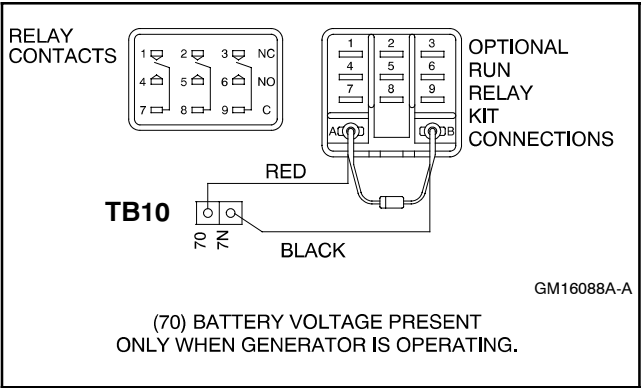 RELAY
CONTACTS
1 2 3 NC
4 5 6 NO
7 8 9 C
1 2 3
4 5 6
7 8 9
A B
OPTIONAL
RUN
RELAY
KIT
CONNECTIONS
RED
TB10
70 7N
BLACK
GM16088A-A
(70) BATTERY VOLTAGE PRESENT
ONLY WHEN GENERATOR IS OPERATING.